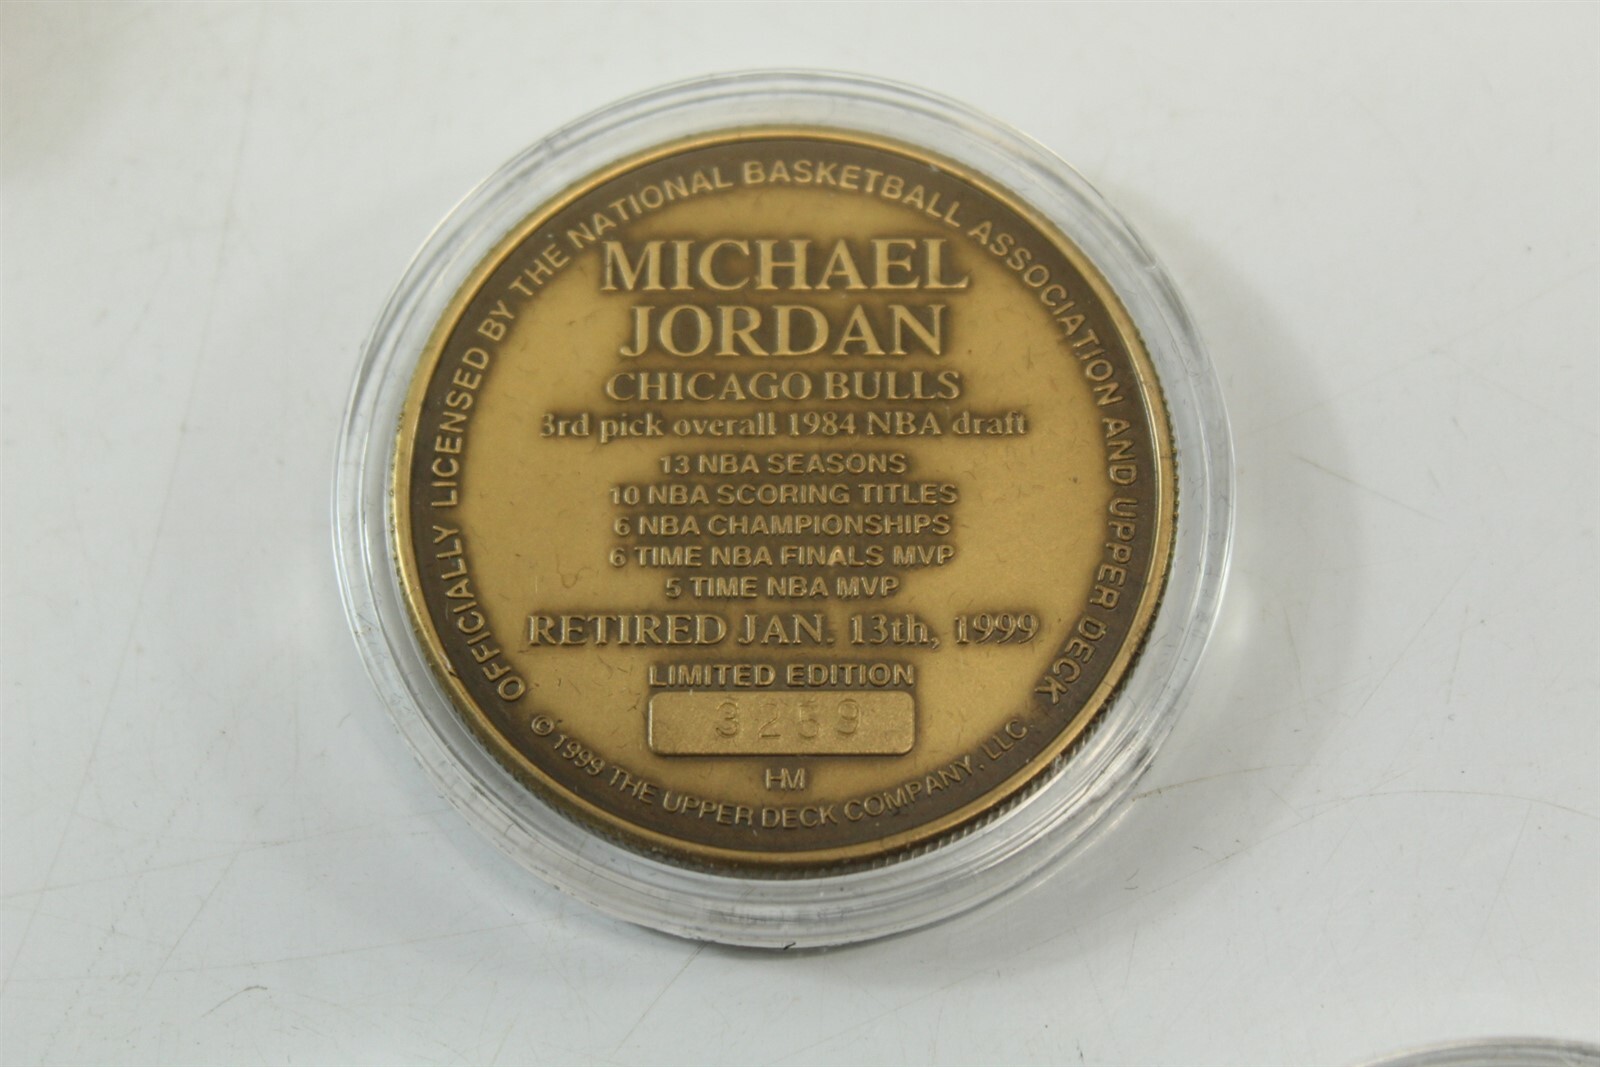 OFFICIALLY LICENSED BY THE NATIONAL BASKETBALL ASSOCIATION AND UPPER DECK
MICHAEL
JORDAN
CHICAGO BULLS
3rd pick overall 1984 NBA draft
13 NBA SEASONS
10 NBA SCORING TITLES
6 NBA CHAMPIONSHIPS
6 TIME NBA FINALS MVP
5 TIME NBA MVP
RETIRED JAN. 13th, 1999
LIMITED EDITION
3259
HM
© 1999 THE UPPER DECK COMPANY, LLC.